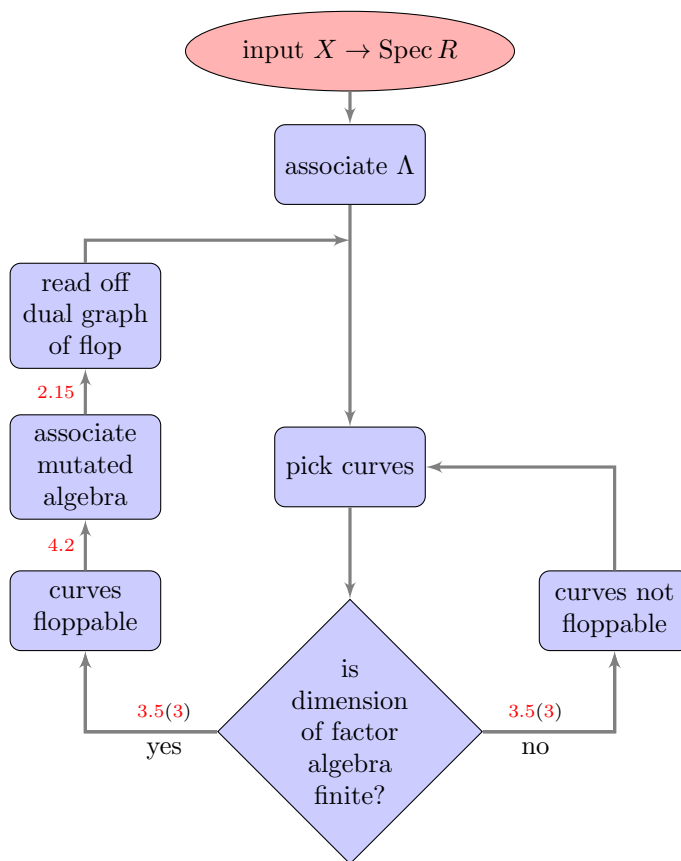 input X → Spec R
associate Λ
read off
dual graph
of flop
2.15
associate
mutated
algebra
pick curves
4.2
curves
floppable
curves not
floppable
is
dimension
of factor
algebra
finite?
3.5(3)
yes
3.5(3)
no